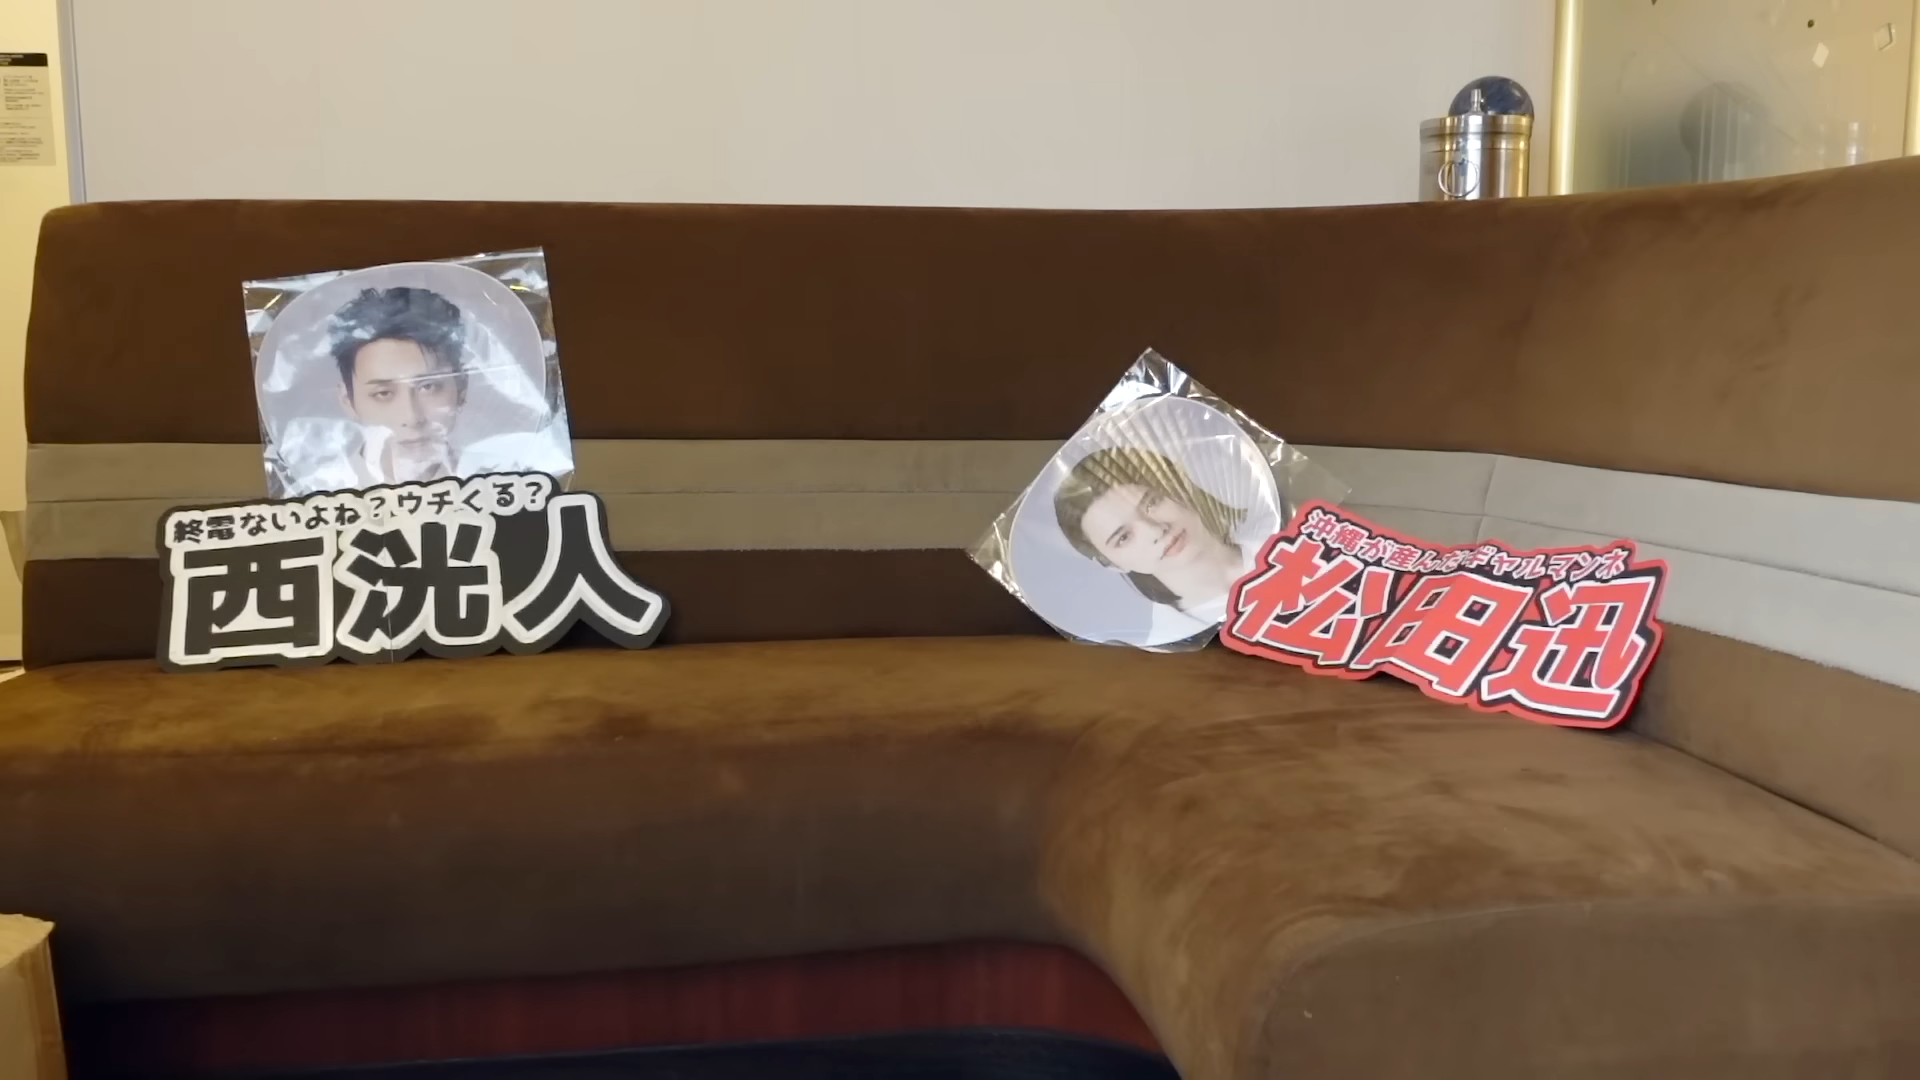 終電ないよね?ウチくる?
西洸人
沖縄が産んだギャルマンネ
松田迅